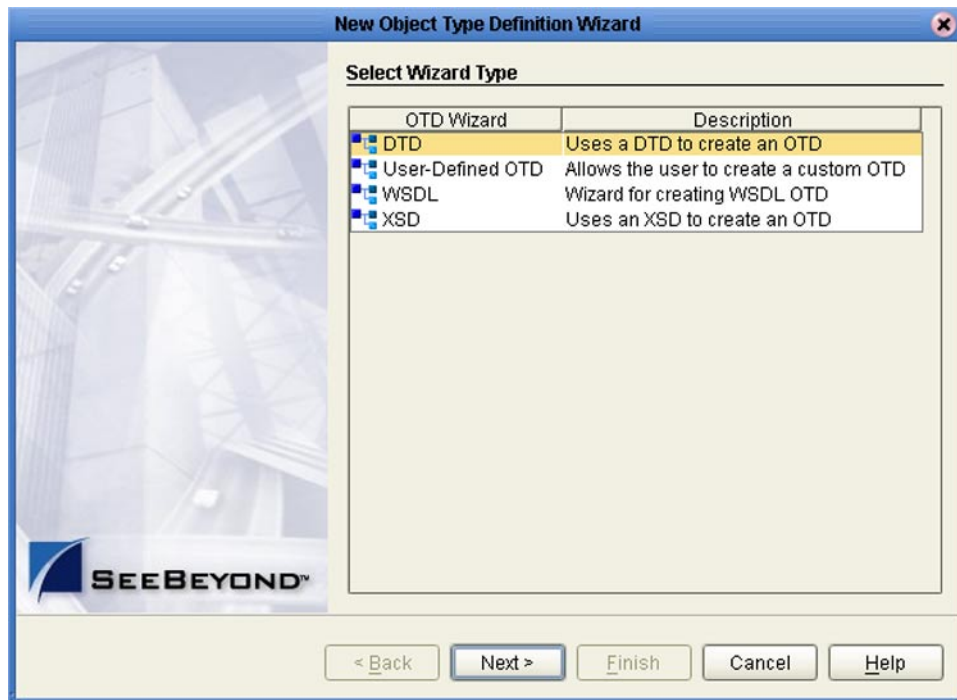 New Object Type Definition Wizard
Select Wizard Type
OTD Wizard Description
DTD Uses a DTD to create an OTD
User-Defined OTD Allows the user to create a custom OTD
WSDL Wizard for creating WSDL OTD
XSD Uses an XSD to create an OTD
SEEBEYOND™
< Back Next > Finish Cancel Help